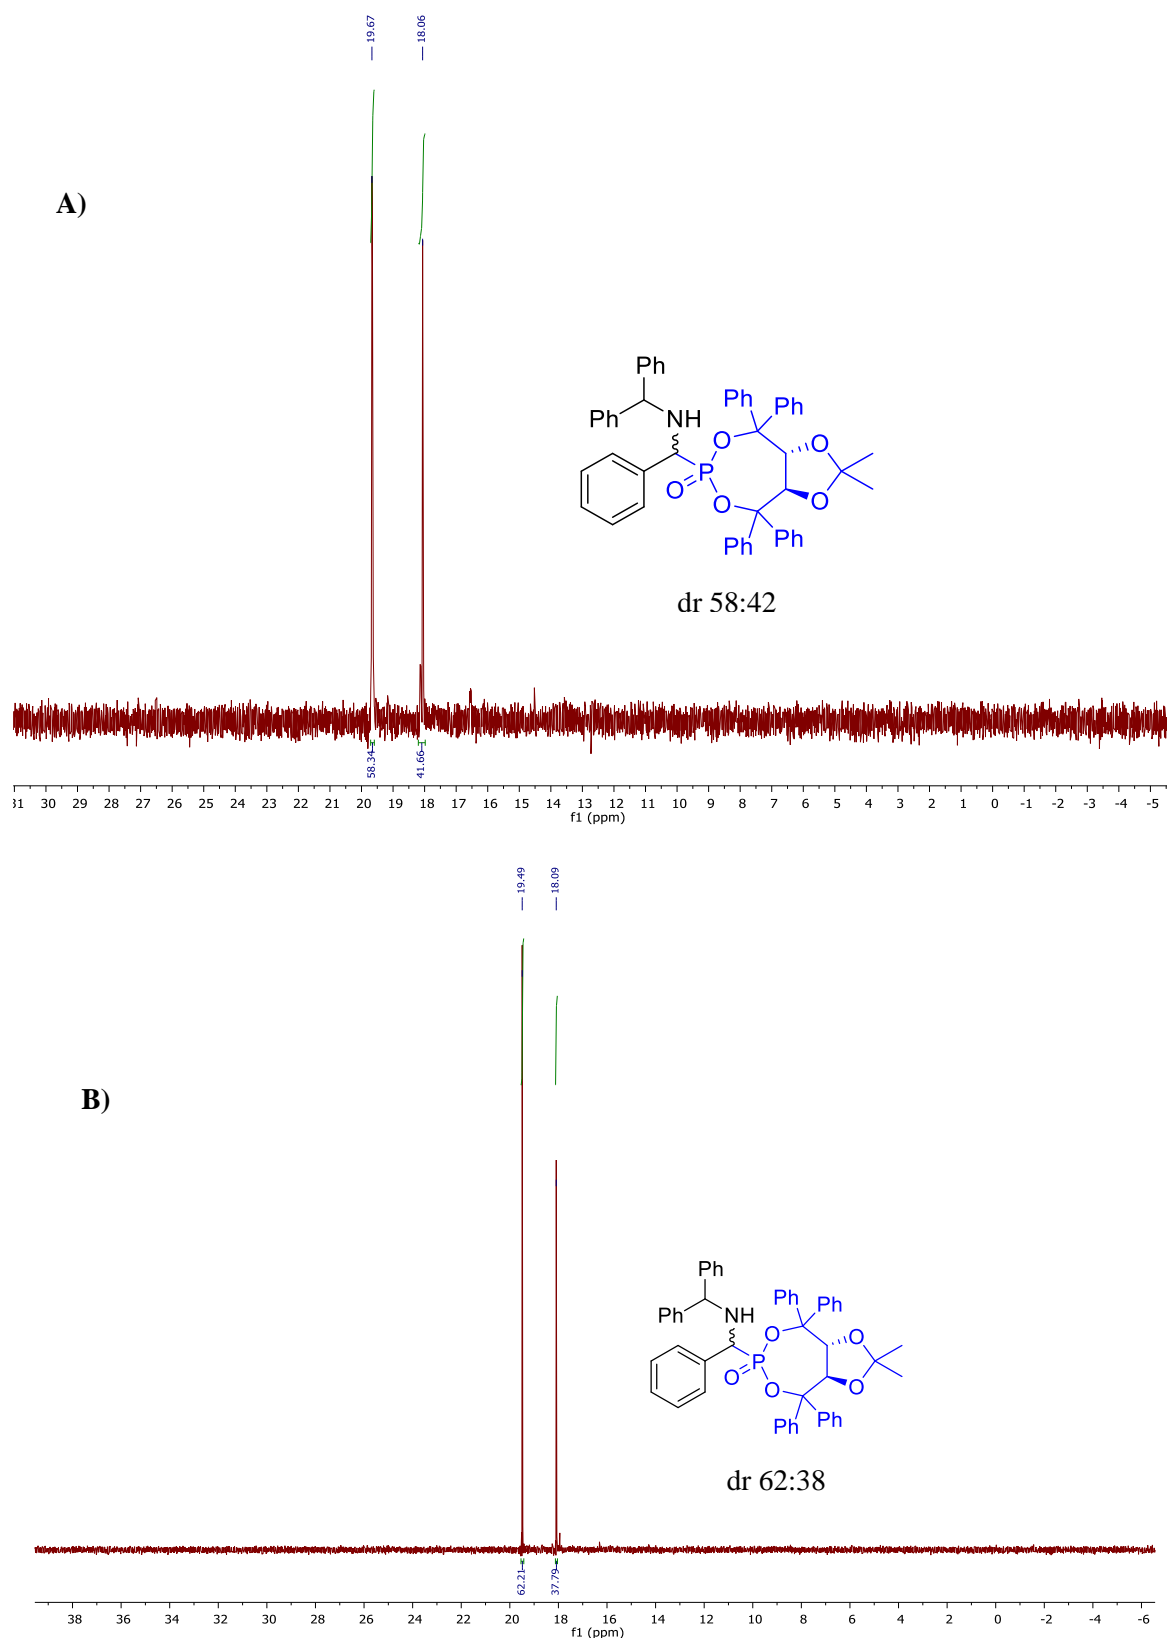 19.67
18.06
A)
Ph
Ph
NH
Ph
Ph
O
O
P
O
O
O
Ph
Ph
dr 58:42
58.34
41.66
31 30 29 28 27 26 25 24 23 22 21 20 19 18 17 16 15 14 13 12 11 10 9 8 7 6 5 4 3 2 1 0 -1 -2 -3 -4 -5
f1 (ppm)
19.49
18.09
B)
Ph
Ph
NH
Ph
Ph
O
O
P
O
O
O
Ph
Ph
dr 62:38
62.21
37.79
38 36 34 32 30 28 26 24 22 20 18 16 14 12 10 8 6 4 2 0 -2 -4 -6
f1 (ppm)